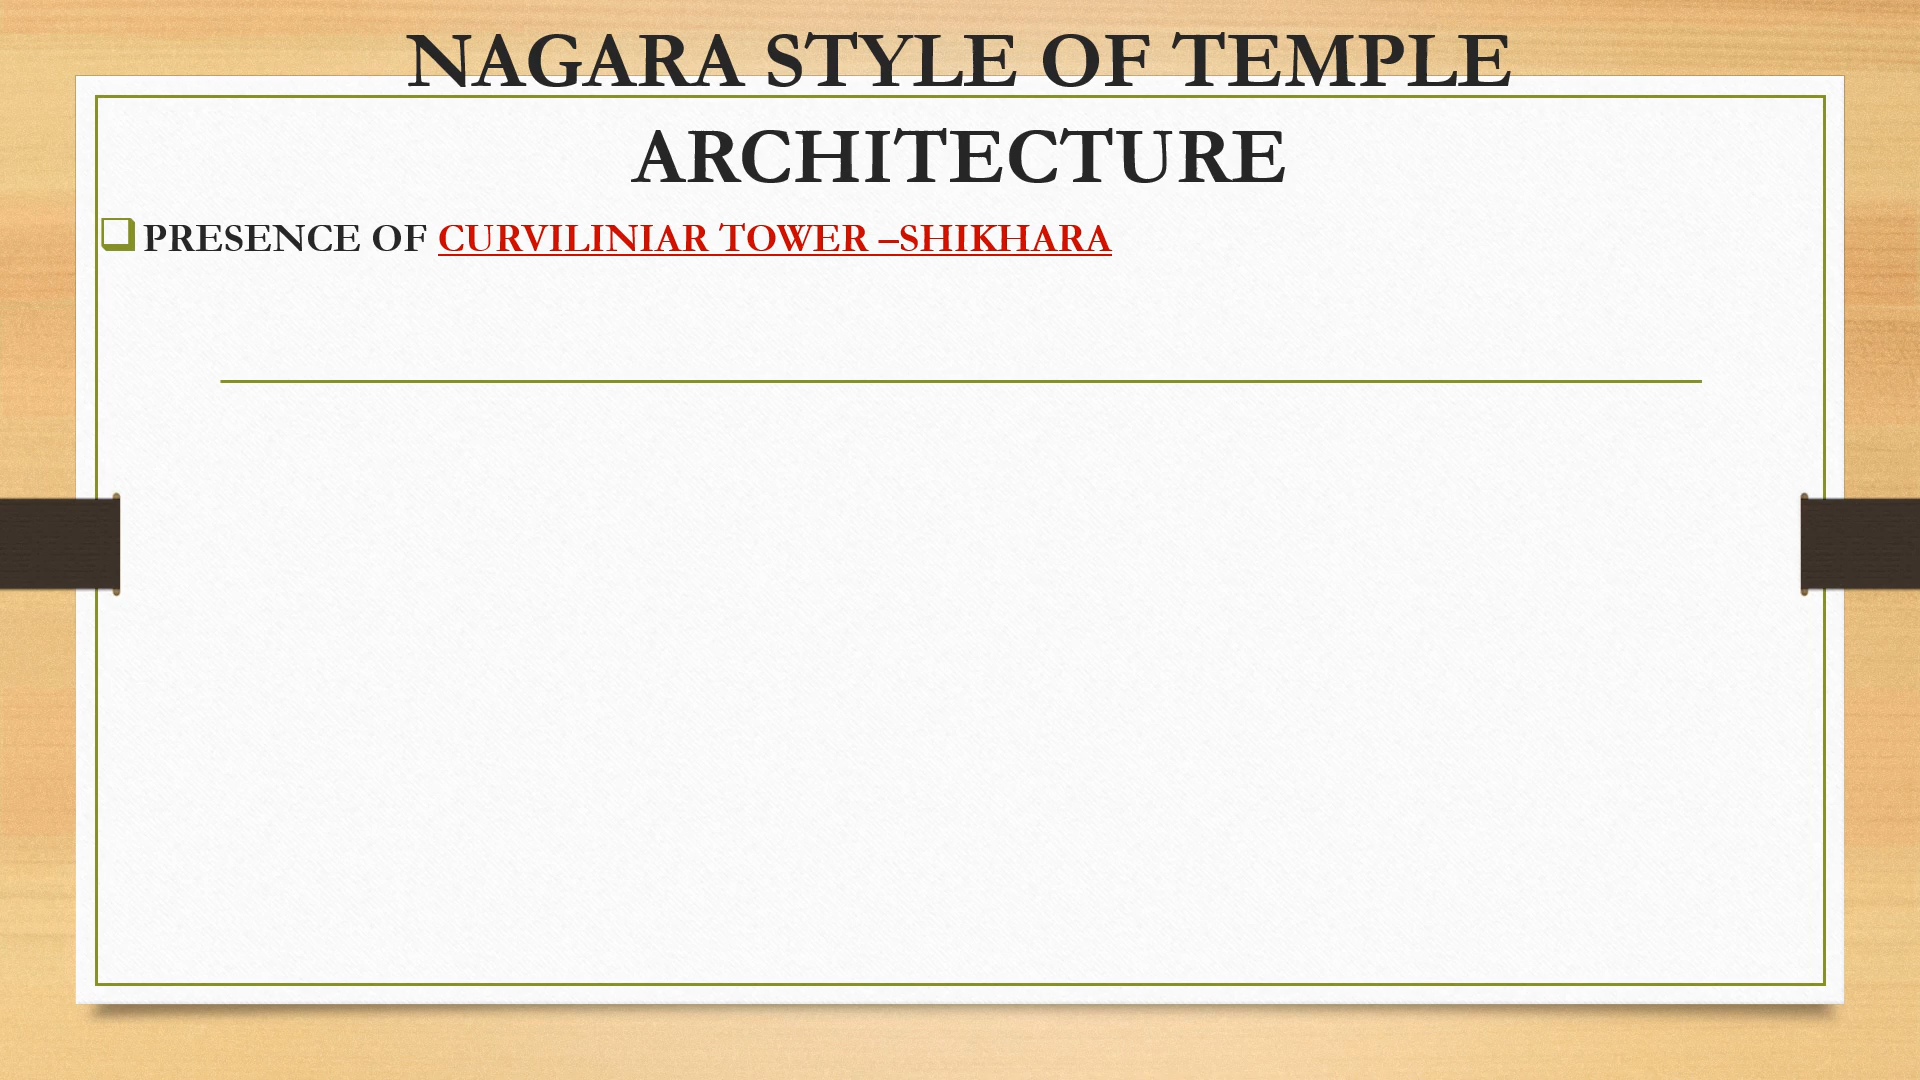 NAGARA STYLE OF TEMPLE
ARCHITECTURE
PRESENCE OF CURVILINIAR TOWER –SHIKHARA